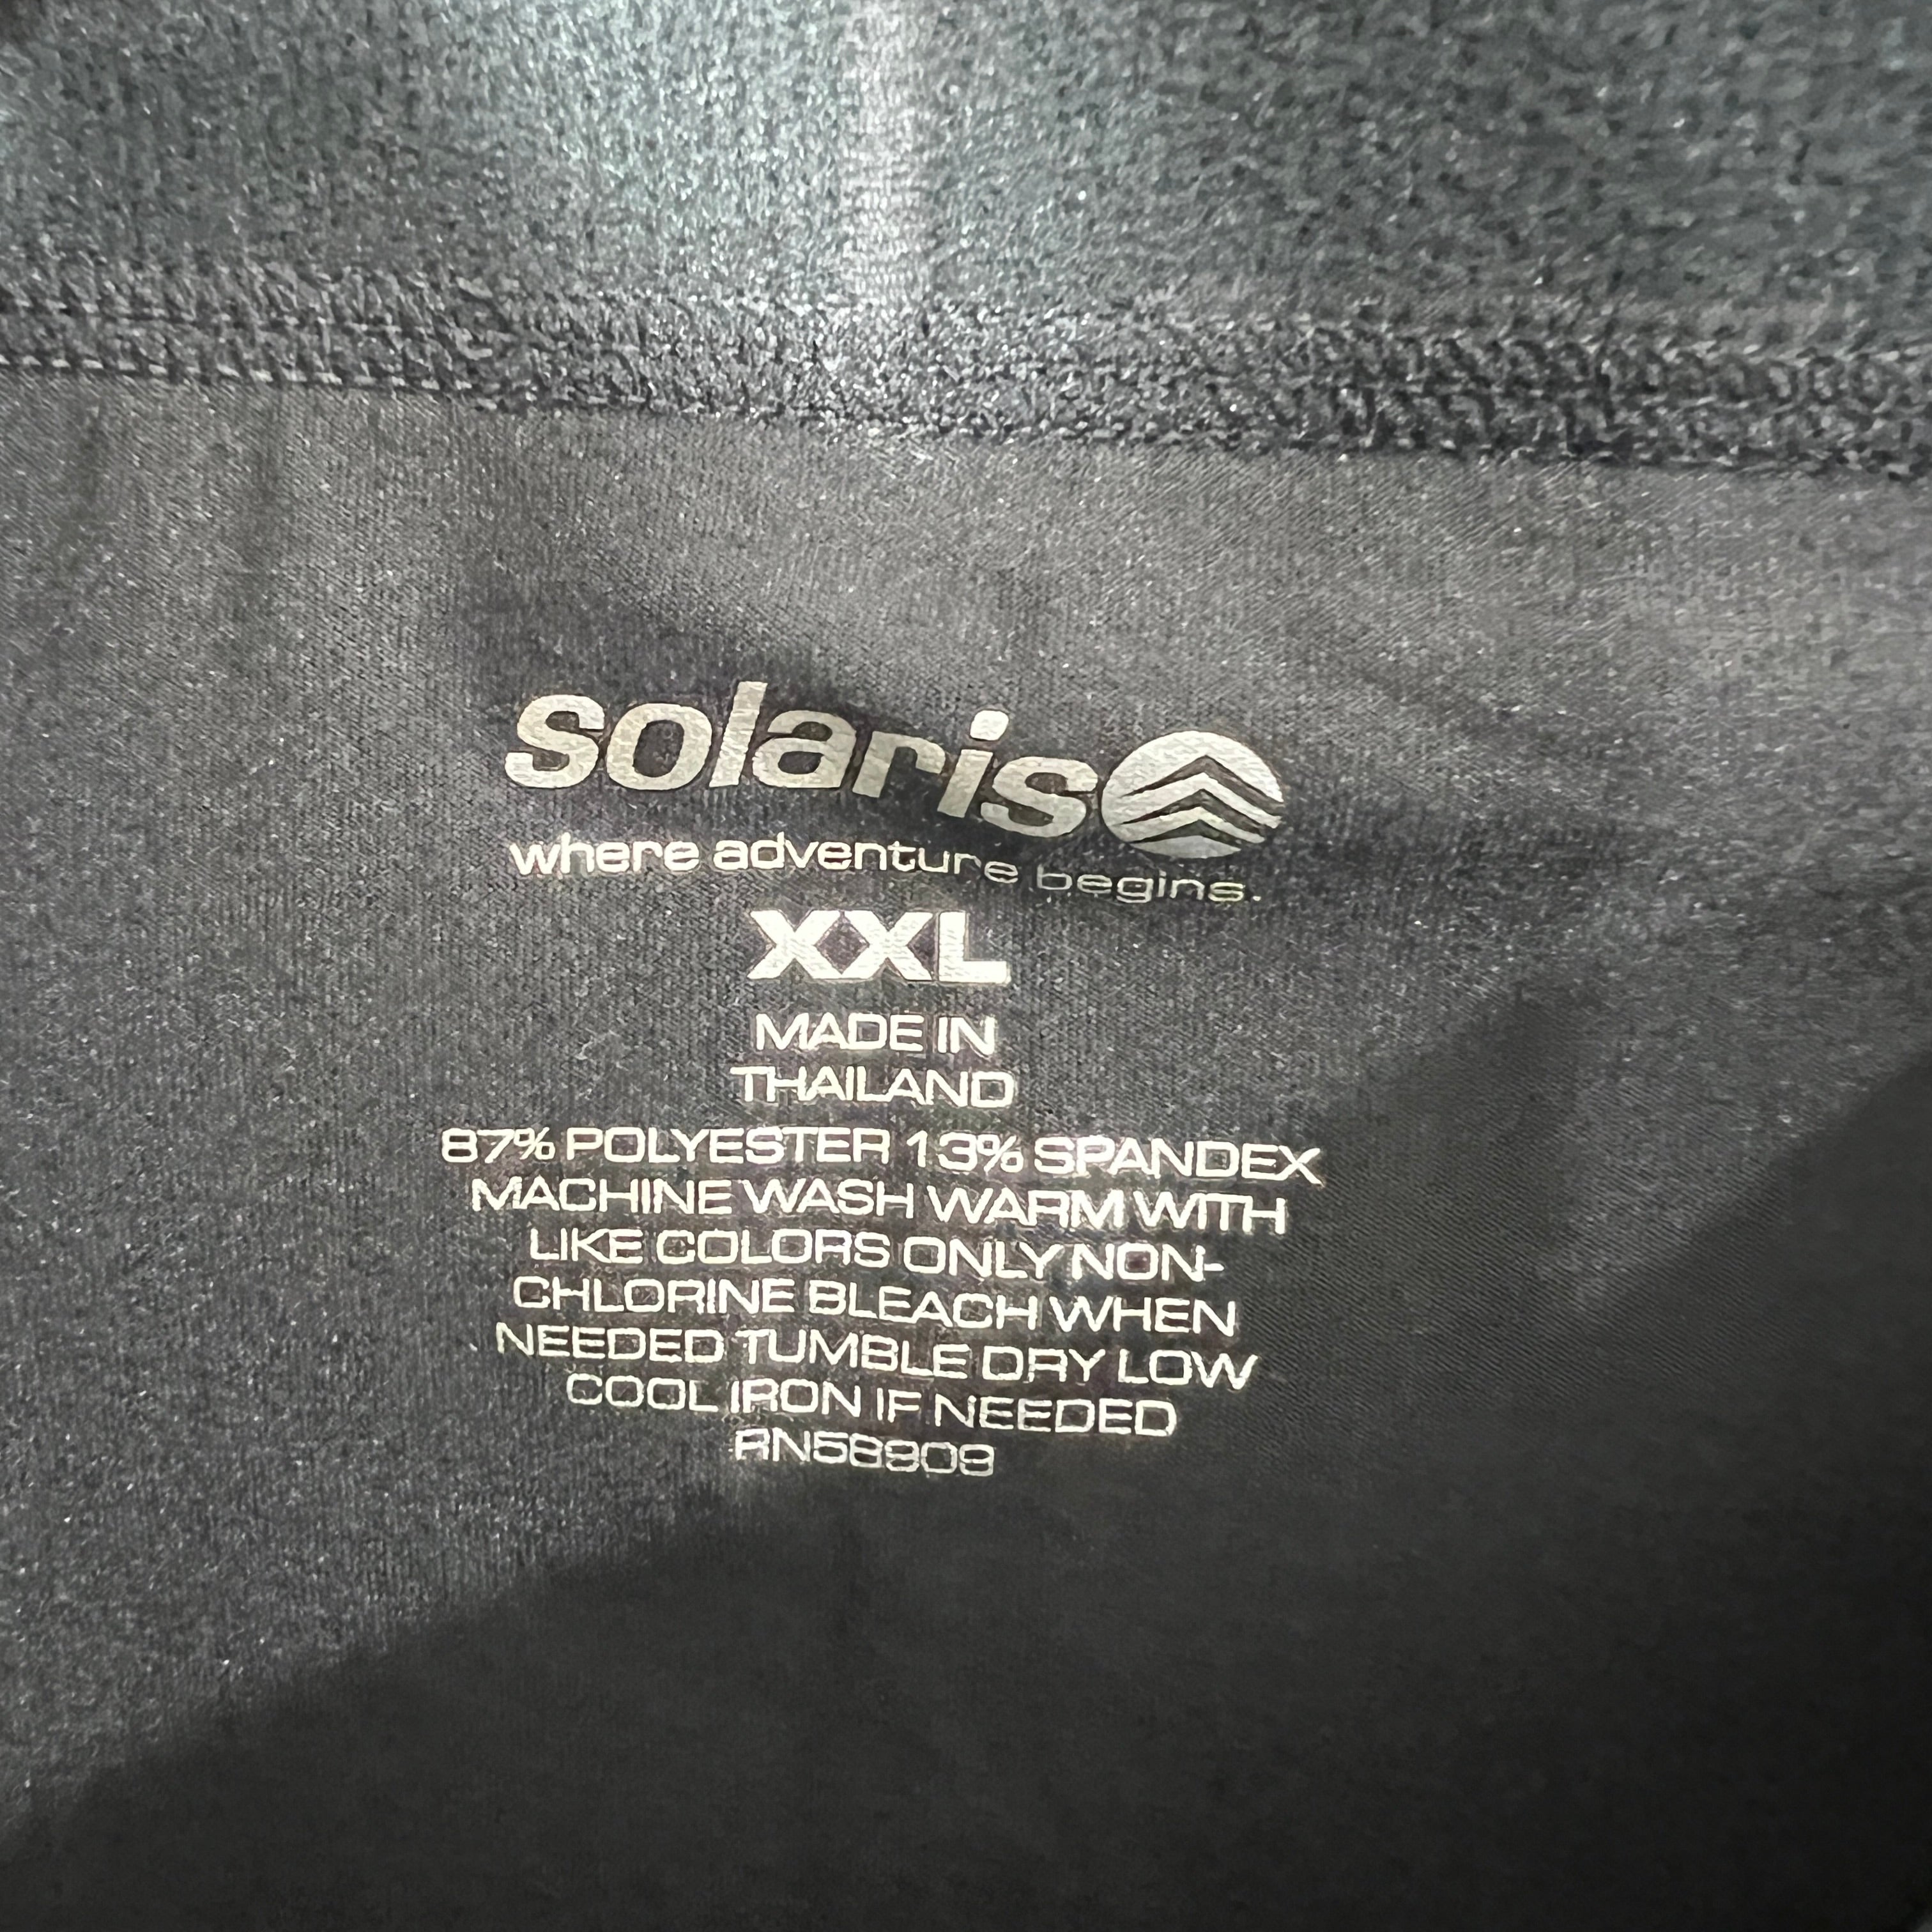 solaris
where adventure begins.
XXL
MADE IN
THAILAND
87% POLYESTER 13% SPANDEX
MACHINE WASH WARM WITH
LIKE COLORS ONLY NON-
CHLORINE BLEACH WHEN
NEEDED TUMBLE DRY LOW
COOL IRON IF NEEDED
RN58909